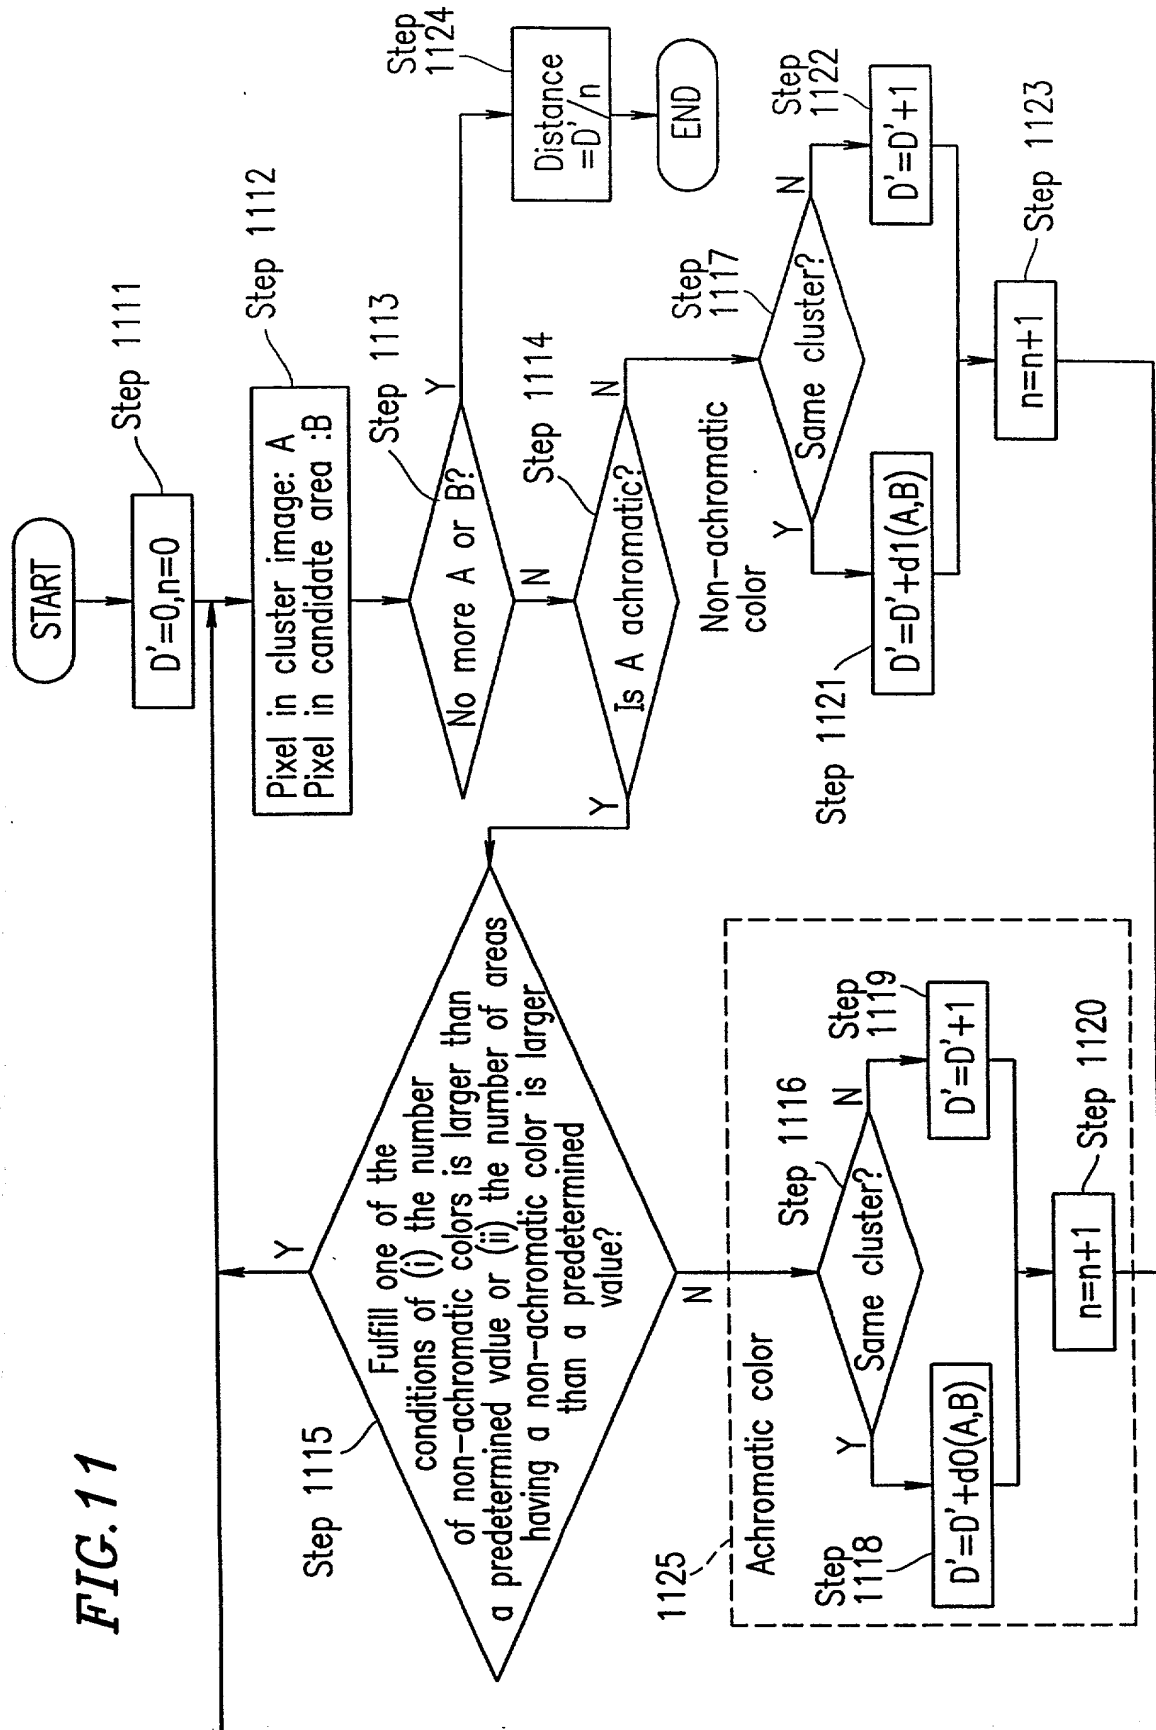 FIG.11
START
D'=0,n=0
Step 1111
Pixel in cluster image: A
Pixel in candidate area :B
Step 1112
No more A or B?
Step 1113
Y
N
Step
1124
Distance
=D'/n
END
Is A achromatic?
Step 1114
Y
N
Step 1115
Fulfill one of the
conditions of (i) the number
of non-achromatic colors is larger than
a predetermined value or (ii) the number of areas
having a non-achromatic color is larger
than a predetermined
value?
Y
N
Non-achromatic
color
Step
1117
Same cluster?
Y
N
Step 1121
D'=D'+d1(A,B)
Step
1122
D'=D'+1
n=n+1
Step 1123
1125
Achromatic color
Step 1116
Same cluster?
Y
N
Step
1118
D'=D'+d0(A,B)
Step
1119
D'=D'+1
n=n+1
Step 1120